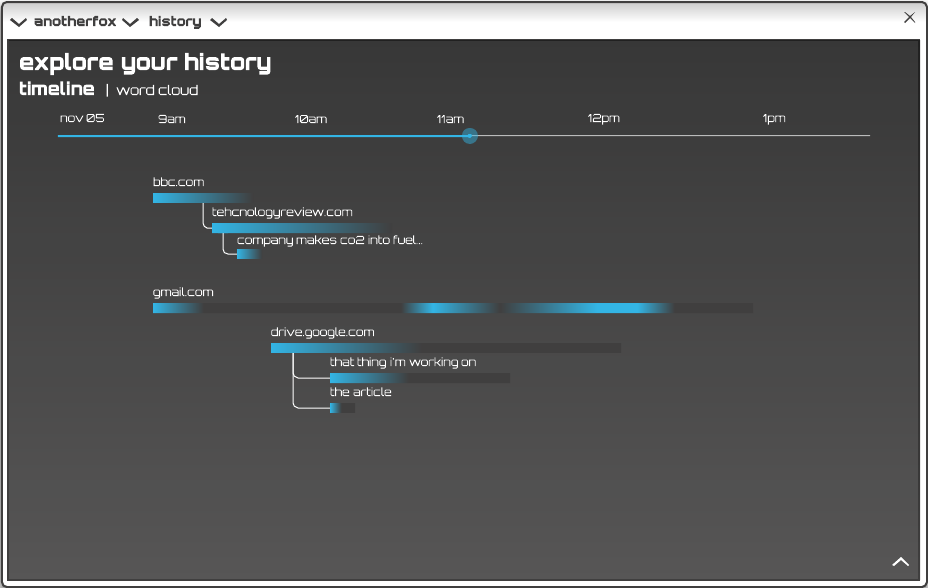 anotherfox history
explore your history
timeline | word cloud
nov 05 9am 10am 11am 12pm 1pm
bbc.com
tehcnologyreview.com
company makes co2 into fuel...
gmail.com
drive.google.com
that thing i'm working on
the article